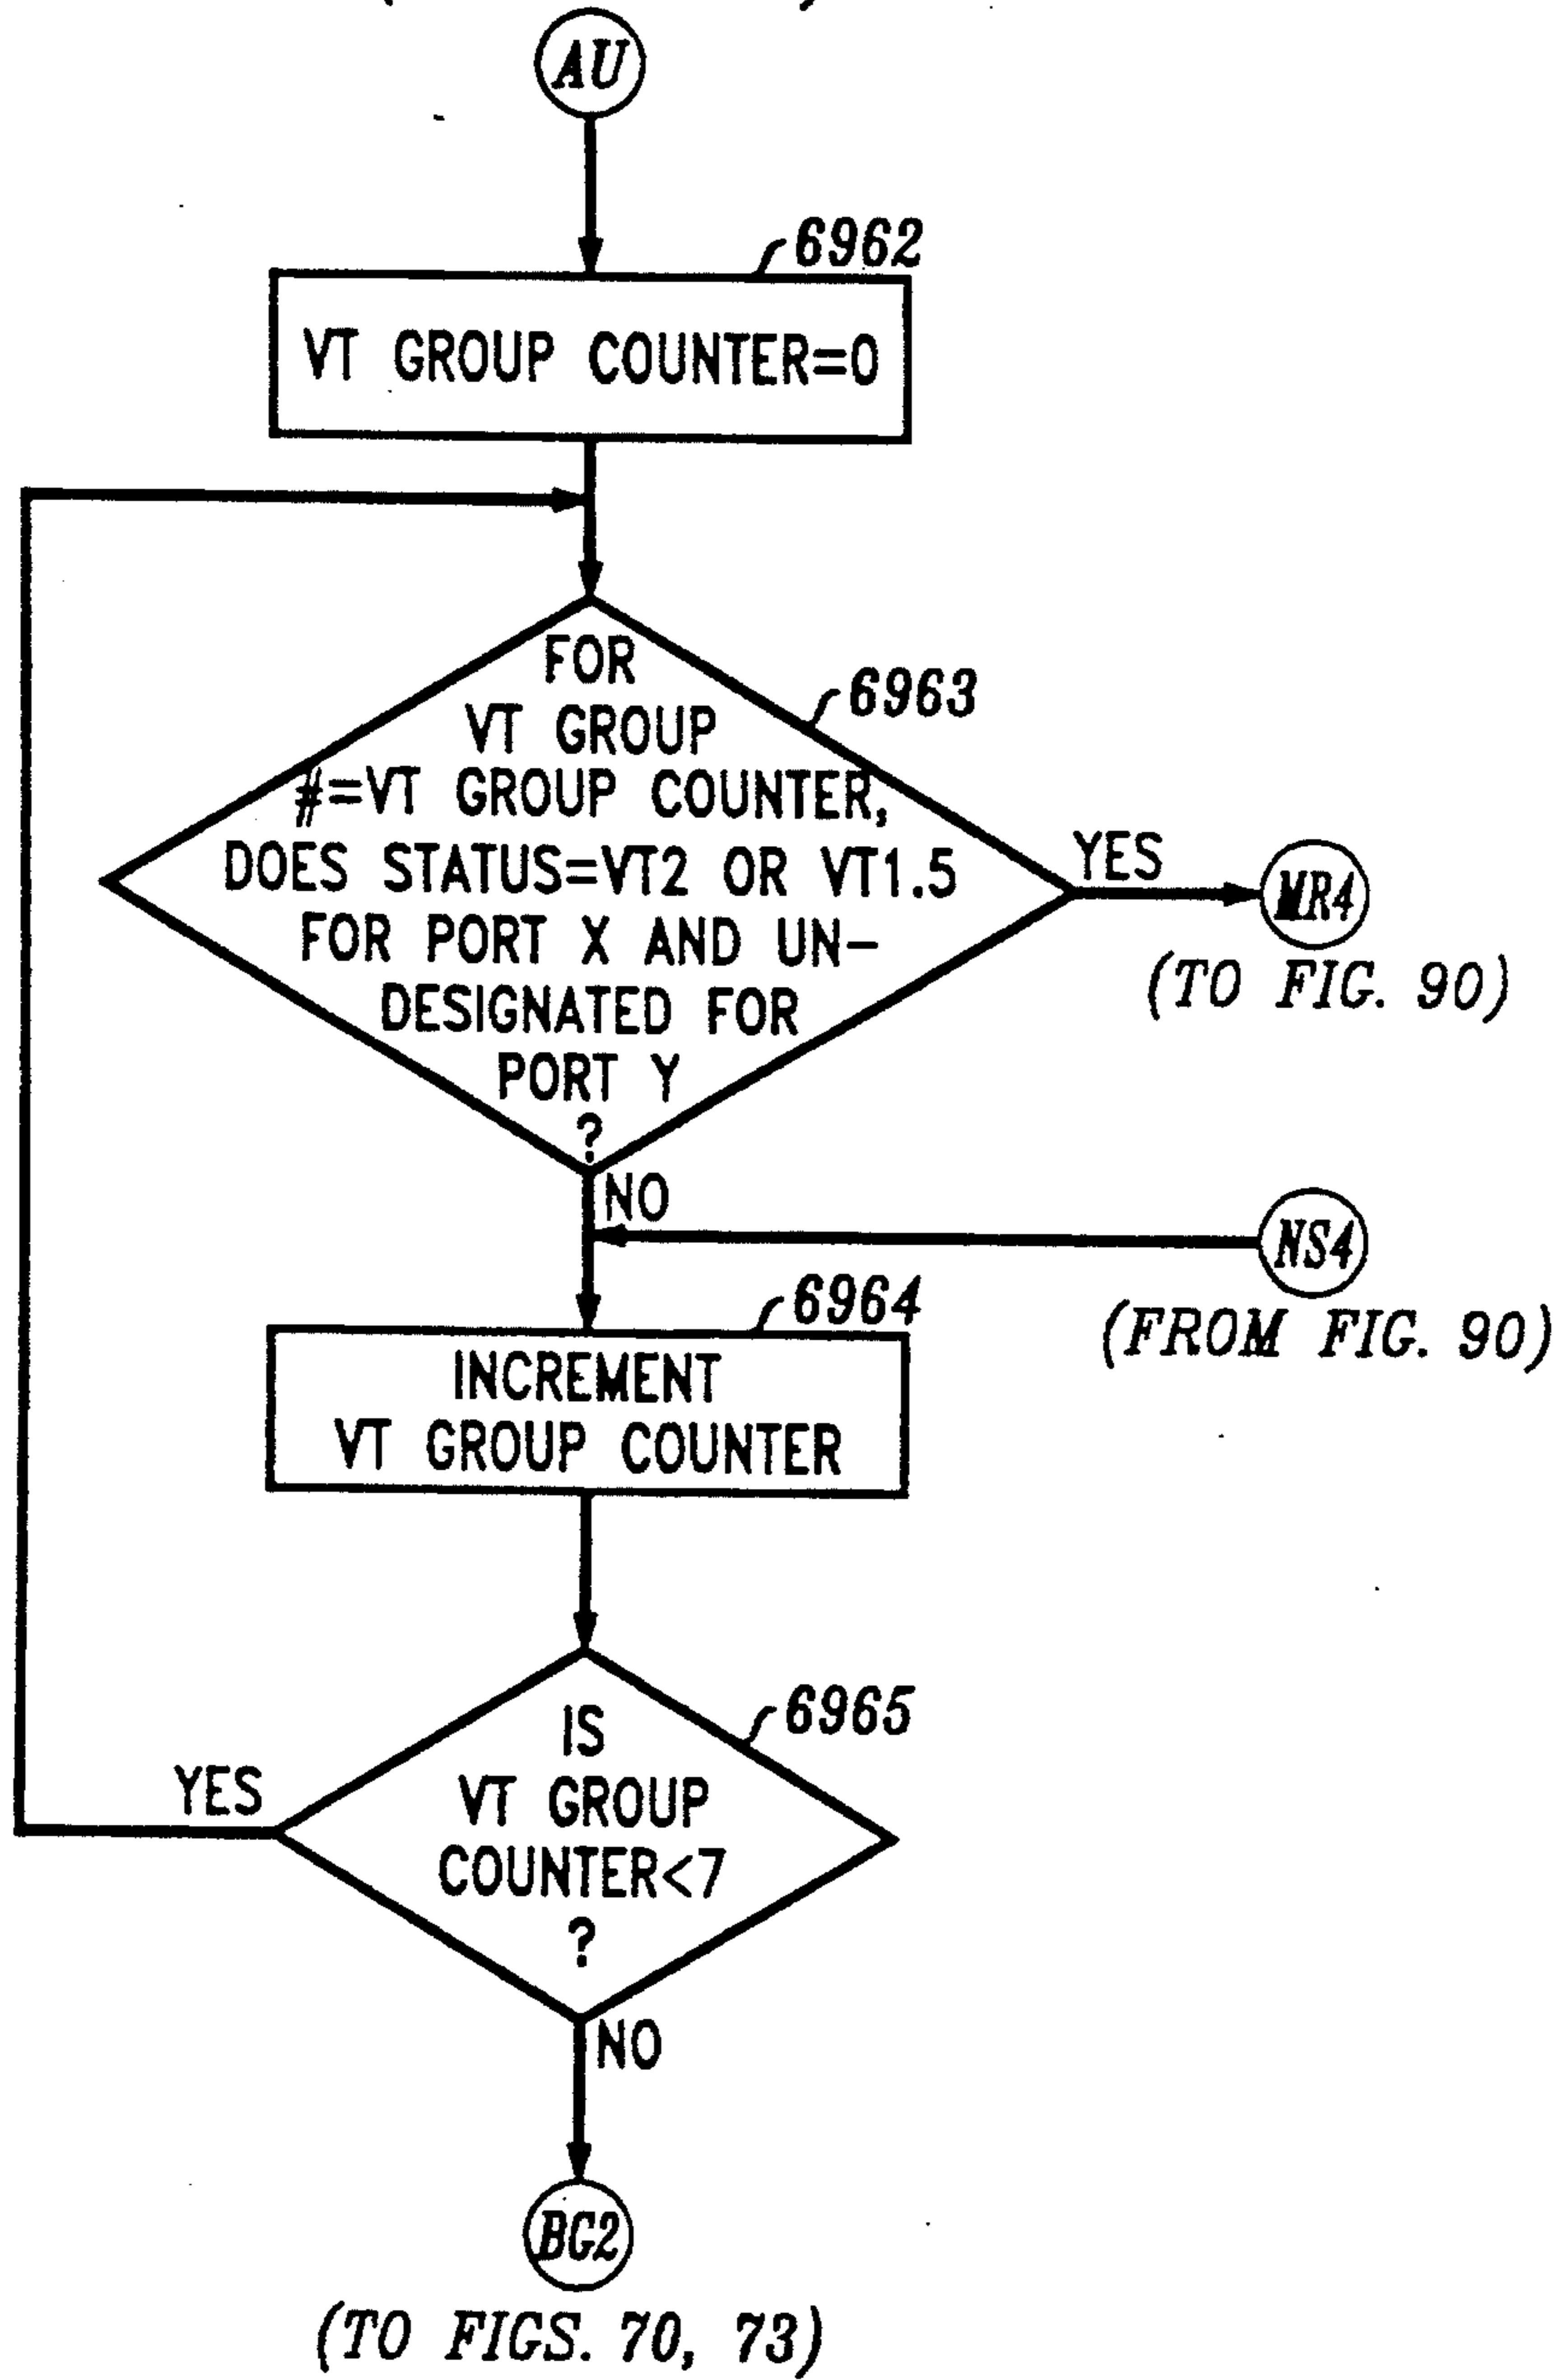 AU
6962
VT GROUP COUNTER=0
FOR
VT GROUP
#=VT GROUP COUNTER,
DOES STATUS=VT2 OR VT1.5
FOR PORT X AND UN-
DESIGNATED FOR
PORT Y
?
6963
YES
MR4
(TO FIG. 90)
NO
NS4
(FROM FIG. 90)
6964
INCREMENT
VT GROUP COUNTER
6965
IS
VT GROUP
COUNTER<7
?
YES
NO
BG2
(TO FIGS. 70, 73)